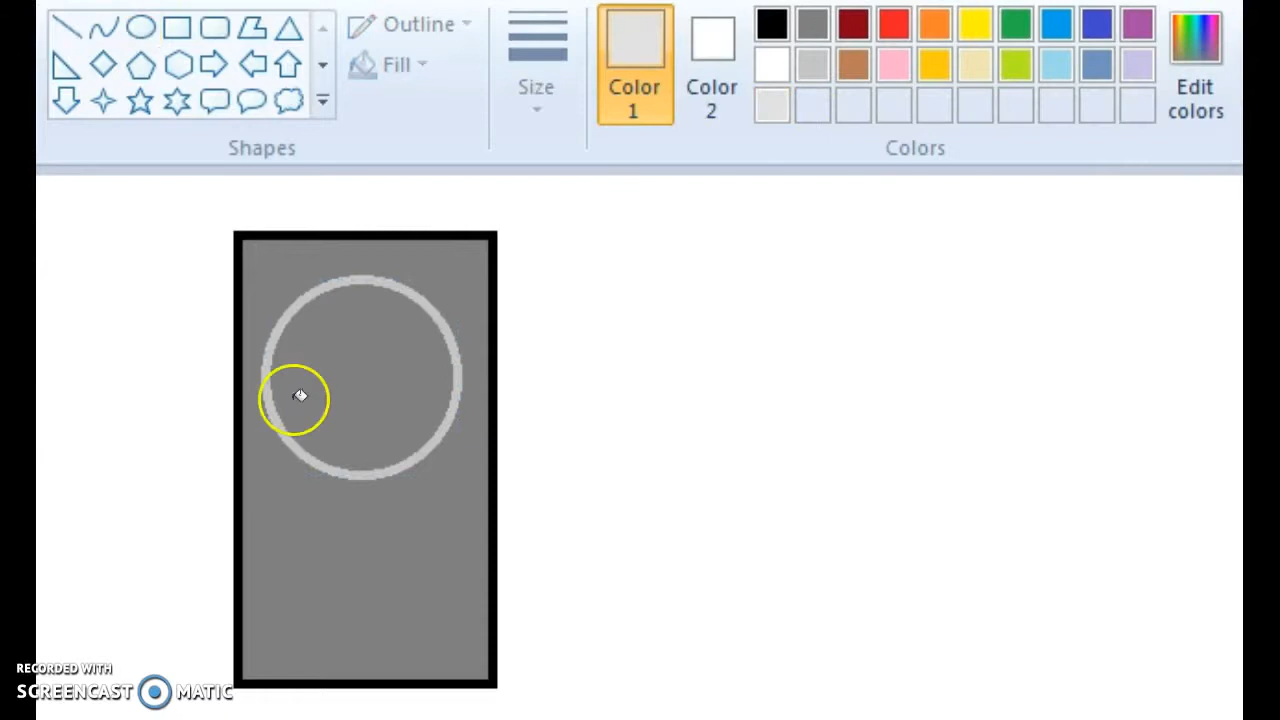 Outline
Fill
Size
Color
1
Color
2
Edit
colors
Shapes
Colors
RECORDED WITH
SCREENCAST MATIC